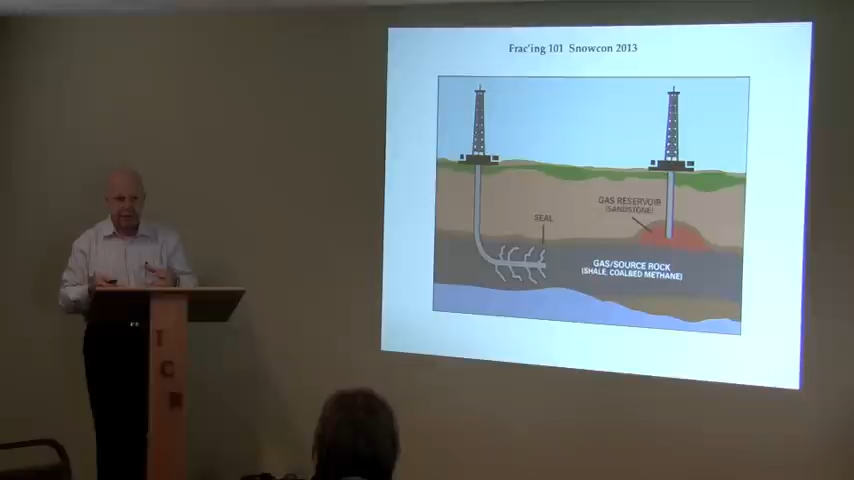 Frac'ing 101 Snowcon 2013
GAS RESERVOIR
(SANDSTONE)
SEAL
GAS/SOURCE ROCK
(SHALE, COALBED METHANE)
T
C
R